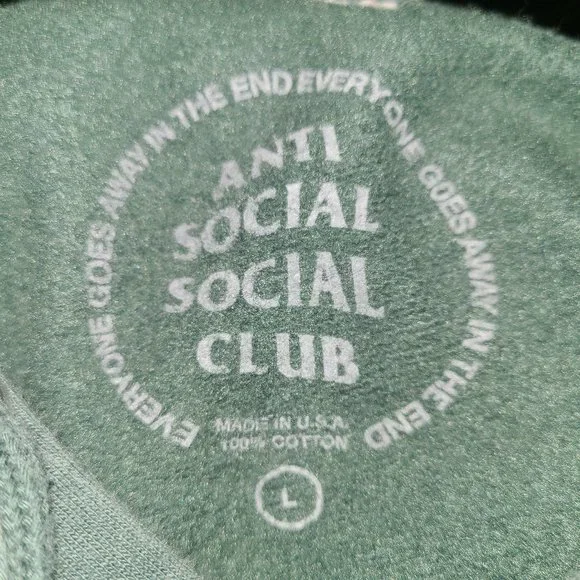 EVERYONE GOES AWAY IN THE END EVERYONE GOES AWAY IN THE END
ANTI
SOCIAL
SOCIAL
CLUB
MADE IN U.S.A.
100% COTTON
L